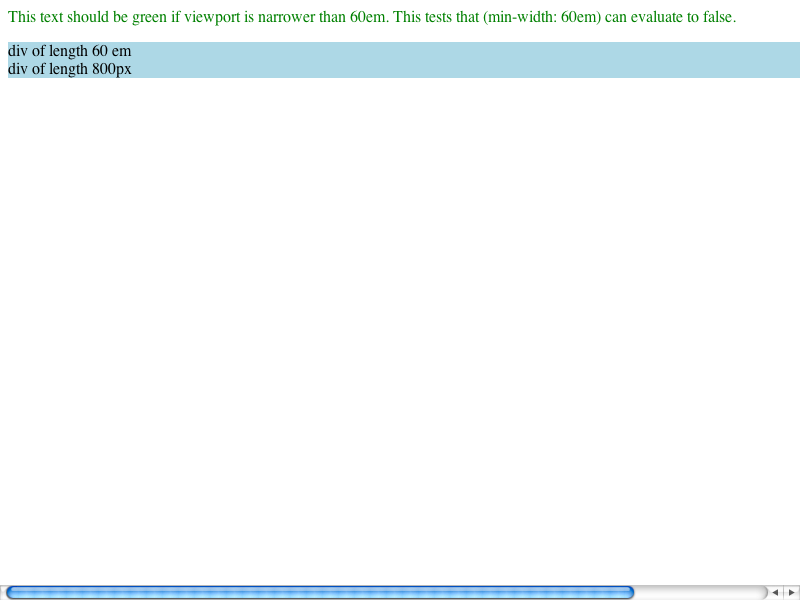 This text should be green if viewport is narrower than 60em. This tests that (min-width: 60em) can evaluate to false.
div of length 60 em
div of length 800px